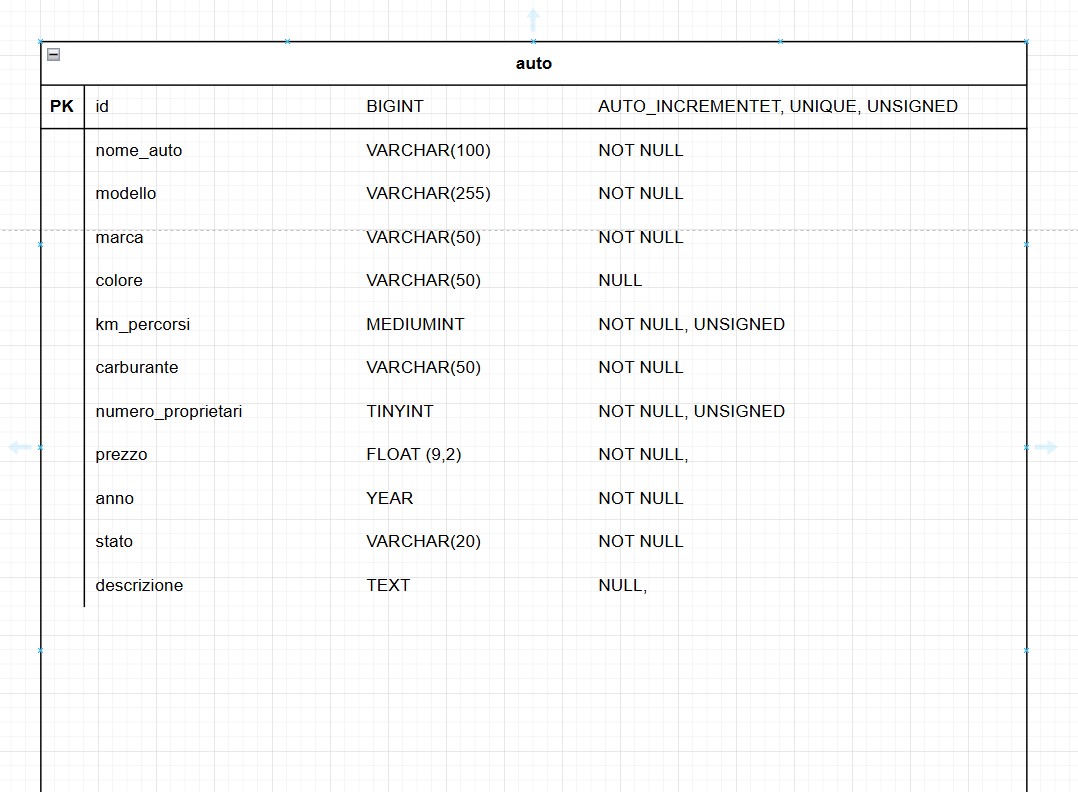 auto
PK id BIGINT AUTO_INCREMENTET, UNIQUE, UNSIGNED
nome_auto VARCHAR(100) NOT NULL
modello VARCHAR(255) NOT NULL
marca VARCHAR(50) NOT NULL
colore VARCHAR(50) NULL
km_percorsi MEDIUMINT NOT NULL, UNSIGNED
carburante VARCHAR(50) NOT NULL
numero_proprietari TINYINT NOT NULL, UNSIGNED
prezzo FLOAT (9,2) NOT NULL,
anno YEAR NOT NULL
stato VARCHAR(20) NOT NULL
descrizione TEXT NULL,